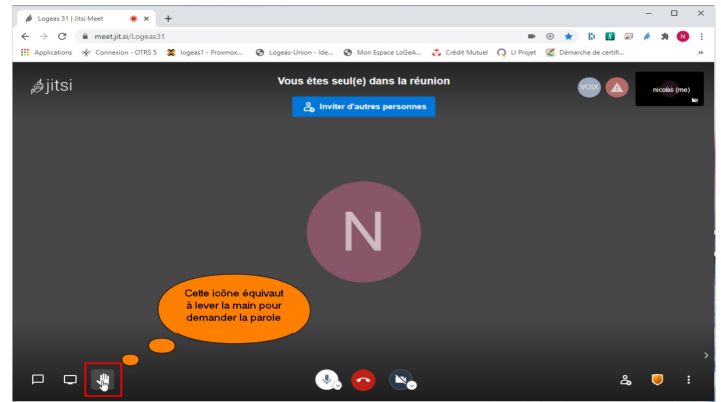 Logeas 31 | Jitsi Meet
meet.jit.si/Logeas31
N
Applications
Connexion - OTRS 5
logeas1 - Proxmox...
Logeas-Union - Ide...
Mon Espace LoGeA...
Crédit Mutuel
LI Projet
Démarche de certifi...
»
jitsi
Vous êtes seul(e) dans la réunion
Inviter d'autres personnes
VOIX
nicolas (me)
N
Cette icône équivaut
à lever la main pour
demander la parole